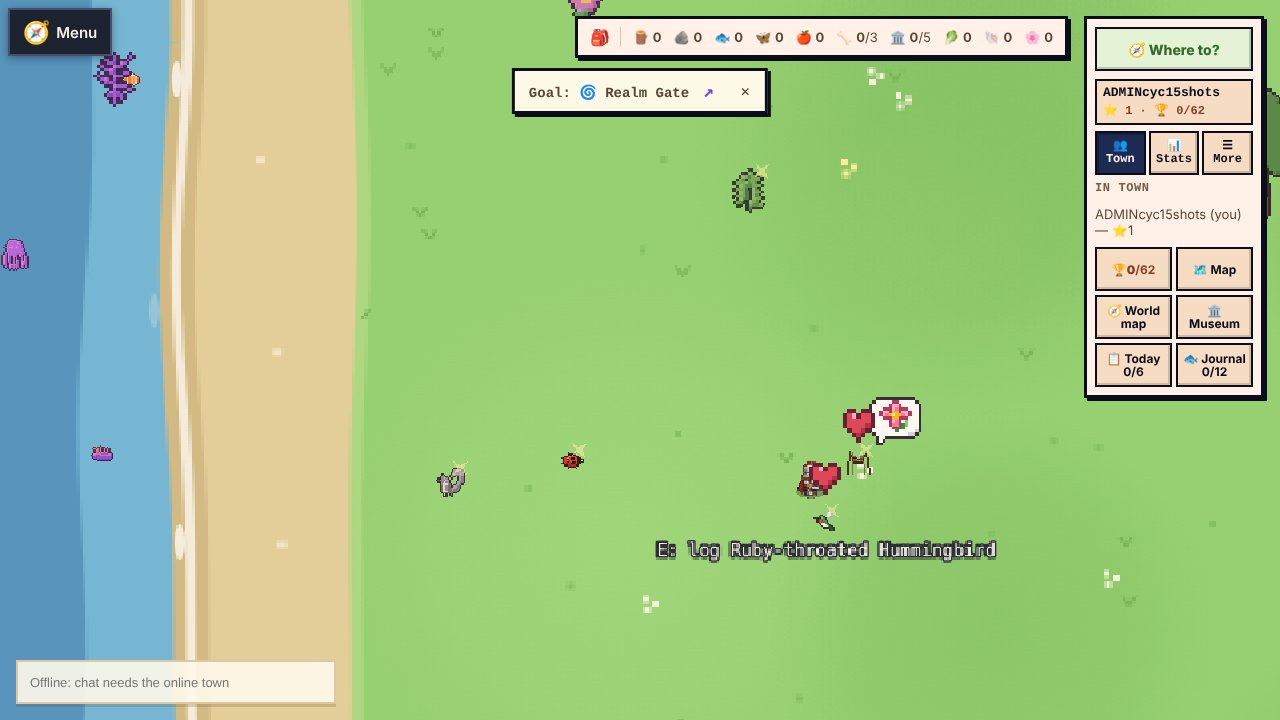 Menu
0 0 0 0 0 0/3 0/5 0 0 0
Goal: Realm Gate ↗ ×
Where to?
ADMINcyc15shots
1 · 0/62
Town Stats More
IN TOWN
ADMINcyc15shots (you)
— 1
0/62 Map
World map
Museum
Today 0/6
Journal 0/12
E: log Ruby-throated Hummingbird
Offline: chat needs the online town